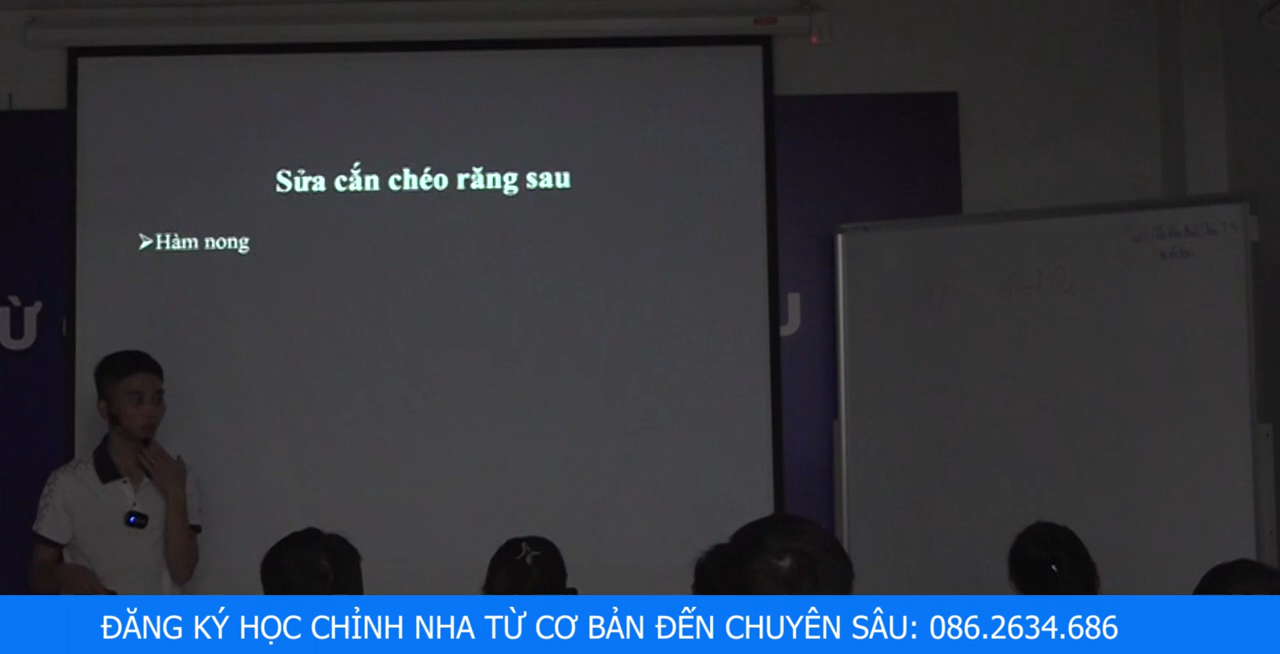 Sửa cắn chéo răng sau
➢Hàm nong
Ừ
U
ĐĂNG KÝ HỌC CHỈNH NHA TỪ CƠ BẢN ĐẾN CHUYÊN SÂU: 086.2634.686